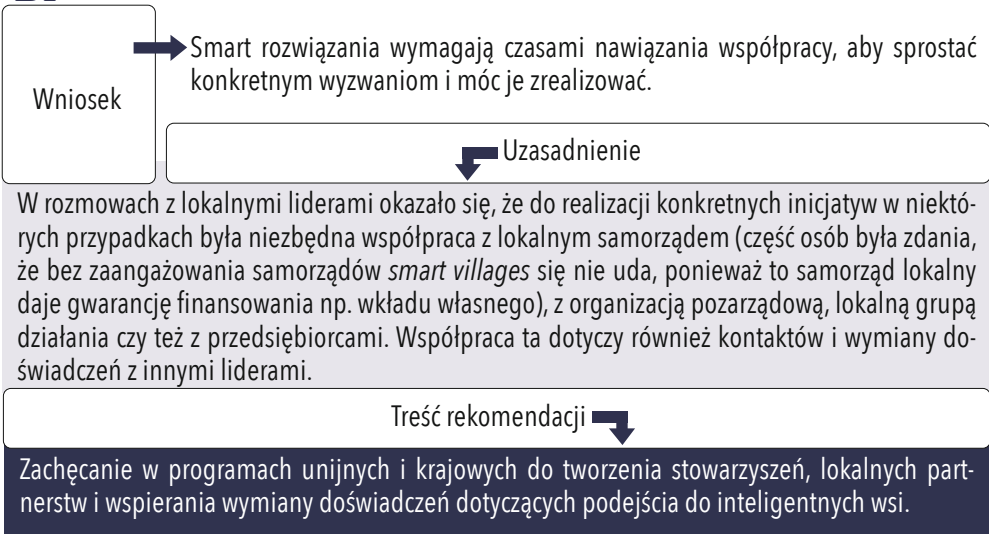 Wniosek
Smart rozwiązania wymagają czasami nawiązania współpracy, aby sprostać
konkretnym wyzwaniom i móc je zrealizować.
Uzasadnienie
W rozmowach z lokalnymi liderami okazało się, że do realizacji konkretnych inicjatyw w niektó-
rych przypadkach była niezbędna współpraca z lokalnym samorządem (część osób była zdania,
że bez zaangażowania samorządów smart villages się nie uda, ponieważ to samorząd lokalny
daje gwarancję finansowania np. wkładu własnego), z organizacją pozarządową, lokalną grupą
działania czy też z przedsiębiorcami. Współpraca ta dotyczy również kontaktów i wymiany do-
świadczeń z innymi liderami.
Treść rekomendacji
Zachęcanie w programach unijnych i krajowych do tworzenia stowarzyszeń, lokalnych part-
nerstw i wspierania wymiany doświadczeń dotyczących podejścia do inteligentnych wsi.